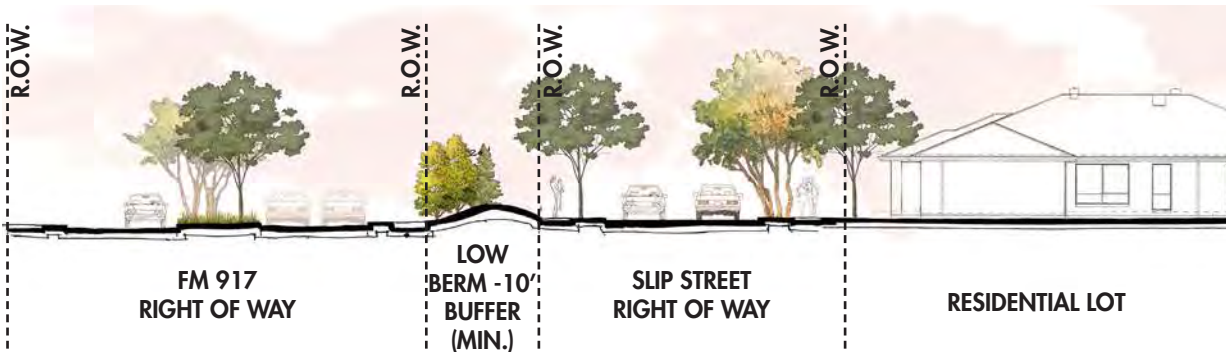 R.O.W.
R.O.W.
R.O.W.
R.O.W.
FM 917
RIGHT OF WAY
LOW
BERM -10'
BUFFER
(MIN.)
SLIP STREET
RIGHT OF WAY
RESIDENTIAL LOT